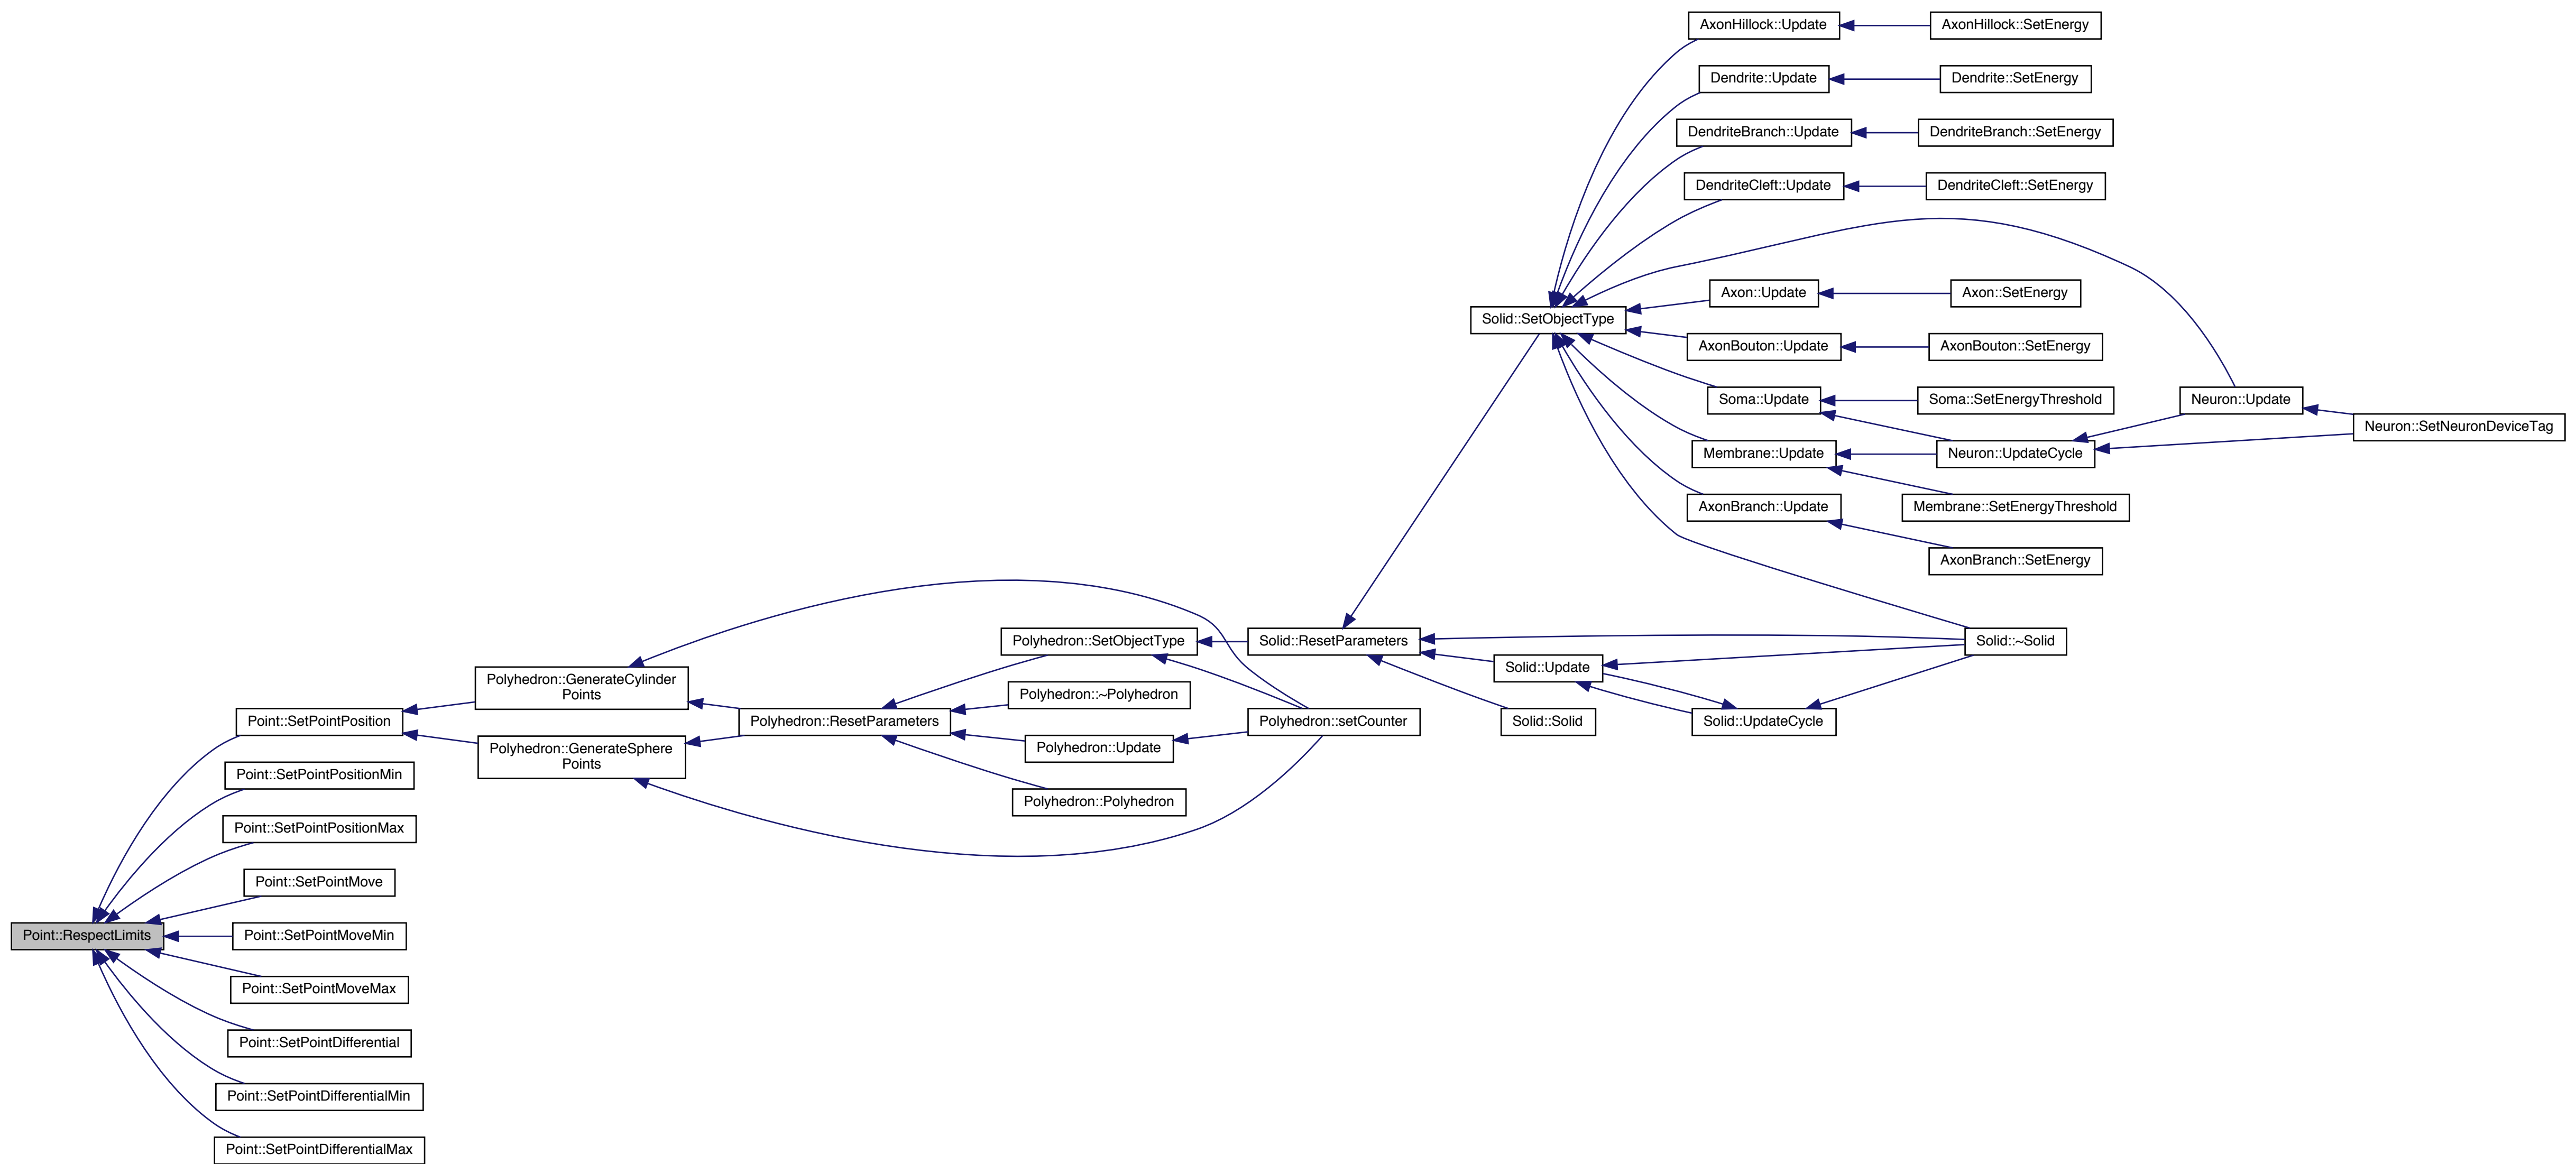 AxonHillock::Update
AxonHillock::SetEnergy
Dendrite::Update
Dendrite::SetEnergy
DendriteBranch::Update
DendriteBranch::SetEnergy
DendriteCleft::Update
DendriteCleft::SetEnergy
Axon::Update
Axon::SetEnergy
Solid::SetObjectType
AxonBouton::Update
AxonBouton::SetEnergy
Soma::Update
Soma::SetEnergyThreshold
Neuron::Update
Neuron::SetNeuronDeviceTag
Membrane::Update
Neuron::UpdateCycle
AxonBranch::Update
Membrane::SetEnergyThreshold
AxonBranch::SetEnergy
Polyhedron::SetObjectType
Solid::ResetParameters
Solid::~Solid
Solid::Update
Polyhedron::GenerateCylinder
Points
Polyhedron::~Polyhedron
Point::SetPointPosition
Polyhedron::ResetParameters
Polyhedron::setCounter
Solid::Solid
Solid::UpdateCycle
Polyhedron::GenerateSphere
Points
Polyhedron::Update
Point::SetPointPositionMin
Polyhedron::Polyhedron
Point::SetPointPositionMax
Point::SetPointMove
Point::RespectLimits
Point::SetPointMoveMin
Point::SetPointMoveMax
Point::SetPointDifferential
Point::SetPointDifferentialMin
Point::SetPointDifferentialMax